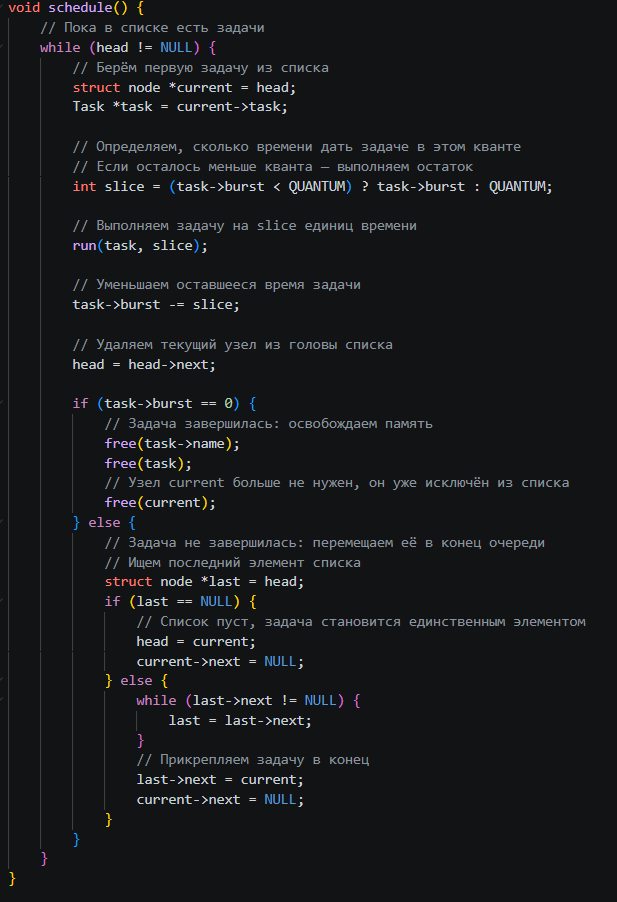 void schedule() {
// Пока в списке есть задачи
while (head != NULL) {
// Берём первую задачу из списка
struct node *current = head;
Task *task = current->task;
// Определяем, сколько времени дать задаче в этом кванте
// Если осталось меньше кванта — выполняем остаток
int slice = (task->burst < QUANTUM) ? task->burst : QUANTUM;
// Выполняем задачу на slice единиц времени
run(task, slice);
// Уменьшаем оставшееся время задачи
task->burst -= slice;
// Удаляем текущий узел из головы списка
head = head->next;
if (task->burst == 0) {
// Задача завершилась: освобождаем память
free(task->name);
free(task);
// Узел current больше не нужен, он уже исключён из списка
free(current);
} else {
// Задача не завершилась: перемещаем её в конец очереди
// Ищем последний элемент списка
struct node *last = head;
if (last == NULL) {
// Список пуст, задача становится единственным элементом
head = current;
current->next = NULL;
} else {
while (last->next != NULL) {
last = last->next;
}
// Прикрепляем задачу в конец
last->next = current;
current->next = NULL;
}
}
}
}